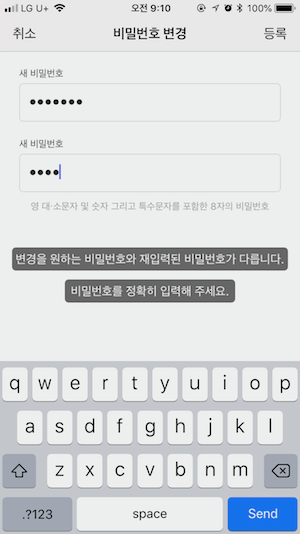 LG U+ 오전 9:10 100%
취소 비밀번호 변경 등록
새 비밀번호
•••••••
새 비밀번호
••••
영 대·소문자 및 숫자 그리고 특수문자를 포함한 8자의 비밀번호
변경을 원하는 비밀번호와 재입력된 비밀번호가 다릅니다.
비밀번호를 정확히 입력해 주세요.
q w e r t y u i o p
a s d f g h j k l
z x c v b n m
.?123 space Send